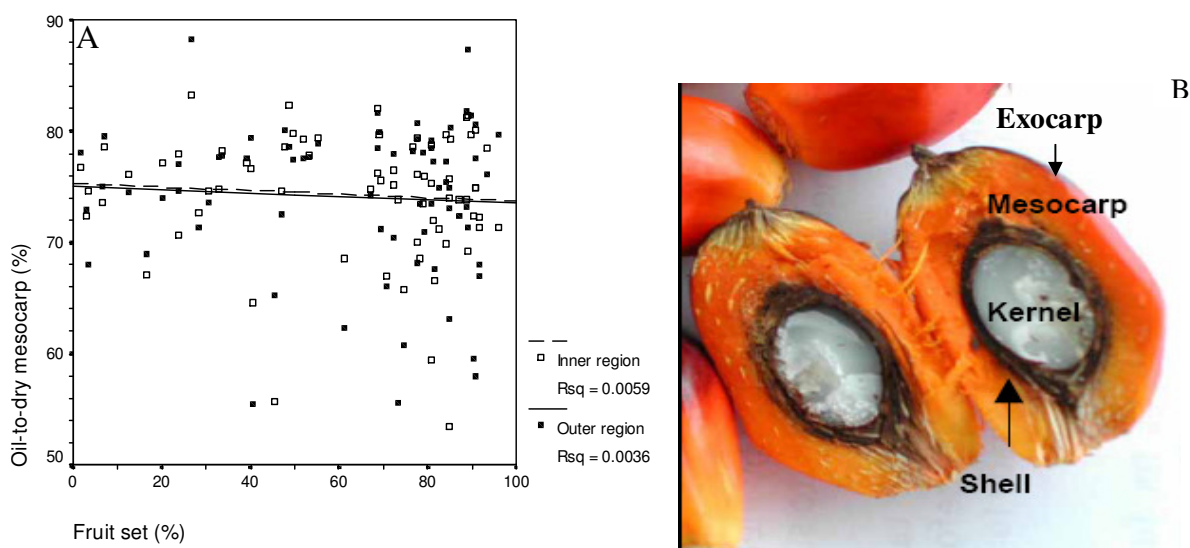 A
90
80
70
60
50
Oil-to-dry mesocarp (%)
0
20
40
60
80
100
Fruit set (%)
Inner region
Rsq = 0.0059
Outer region
Rsq = 0.0036
B
Exocarp
Mesocarp
Kernel
Shell